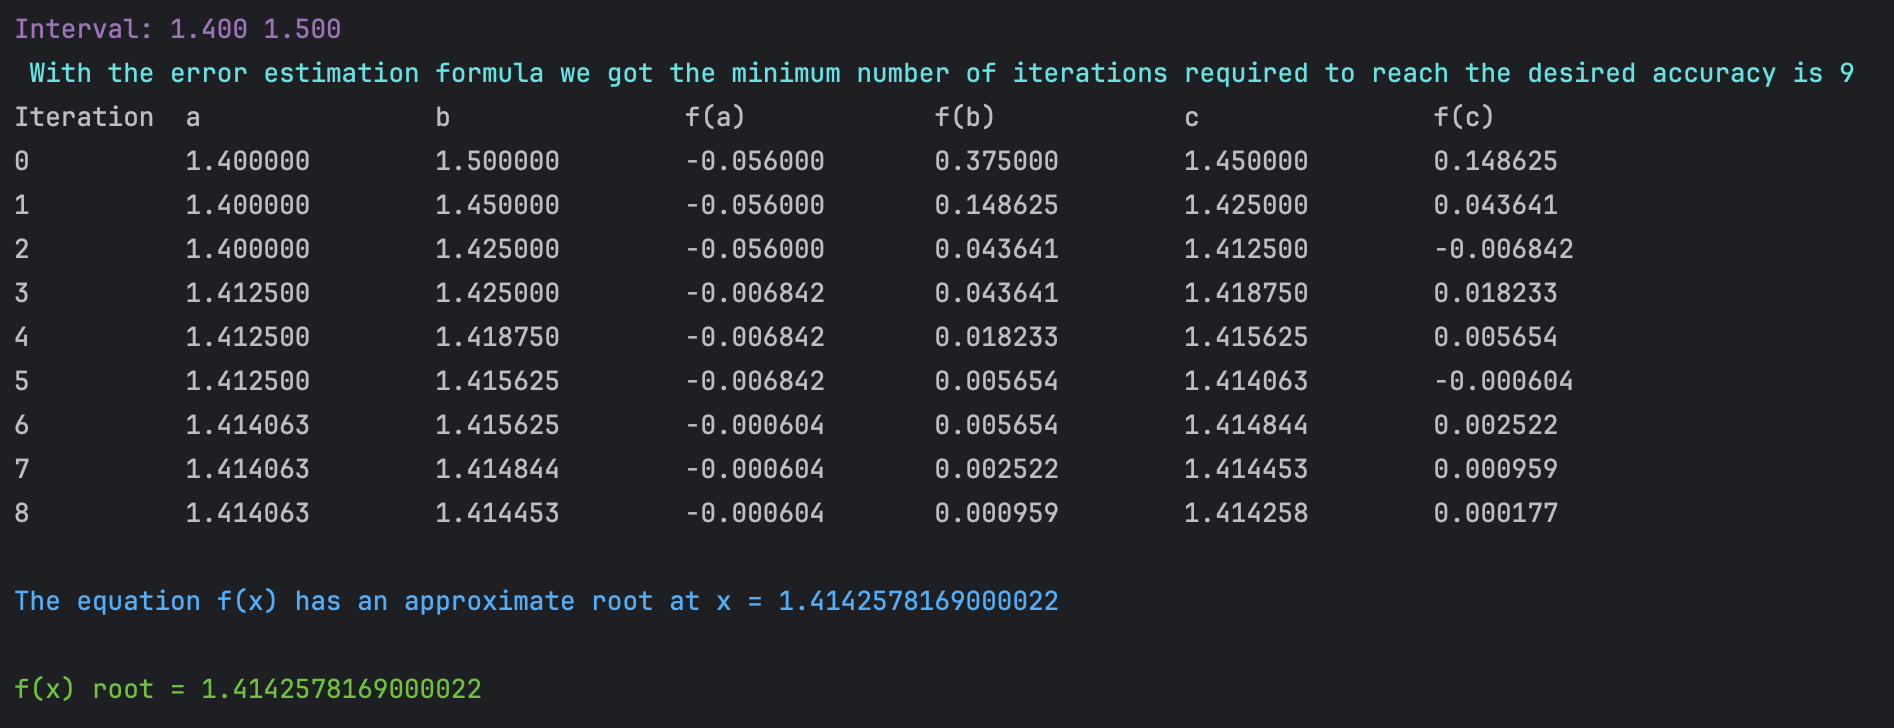 Interval: 1.400 1.500
With the error estimation formula we got the minimum number of iterations required to reach the desired accuracy is 9
Iteration a b f(a) f(b) c f(c)
0 1.400000 1.500000 -0.056000 0.375000 1.450000 0.148625
1 1.400000 1.450000 -0.056000 0.148625 1.425000 0.043641
2 1.400000 1.425000 -0.056000 0.043641 1.412500 -0.006842
3 1.412500 1.425000 -0.006842 0.043641 1.418750 0.018233
4 1.412500 1.418750 -0.006842 0.018233 1.415625 0.005654
5 1.412500 1.415625 -0.006842 0.005654 1.414063 -0.000604
6 1.414063 1.415625 -0.000604 0.005654 1.414844 0.002522
7 1.414063 1.414844 -0.000604 0.002522 1.414453 0.000959
8 1.414063 1.414453 -0.000604 0.000959 1.414258 0.000177
The equation f(x) has an approximate root at x = 1.4142578169000022
f(x) root = 1.4142578169000022